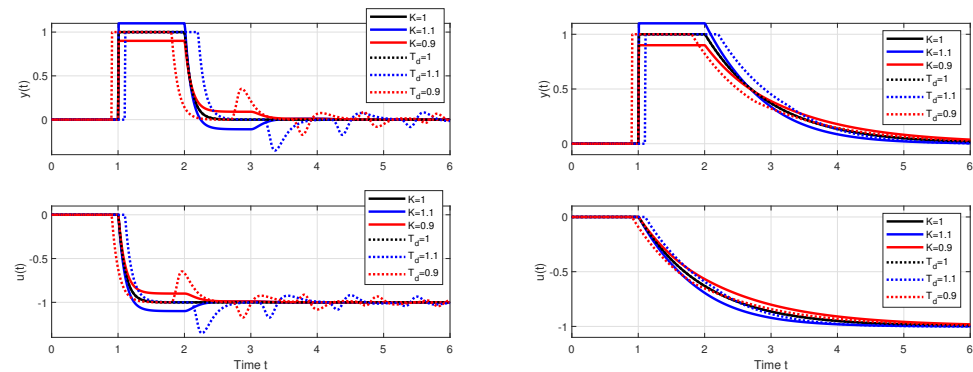 y(t)
1
0.5
0
0 1 2 3 4 5 6
K=1
K=1.1
K=0.9
T_d=1
T_d=1.1
T_d=0.9
y(t)
1
0.5
0
0 1 2 3 4 5 6
K=1
K=1.1
K=0.9
T_d=1
T_d=1.1
T_d=0.9
u(t)
0
-0.5
-1
0 1 2 3 4 5 6
Time t
K=1
K=1.1
K=0.9
T_d=1
T_d=1.1
T_d=0.9
u(t)
0
-0.5
-1
0 1 2 3 4 5 6
Time t
K=1
K=1.1
K=0.9
T_d=1
T_d=1.1
T_d=0.9